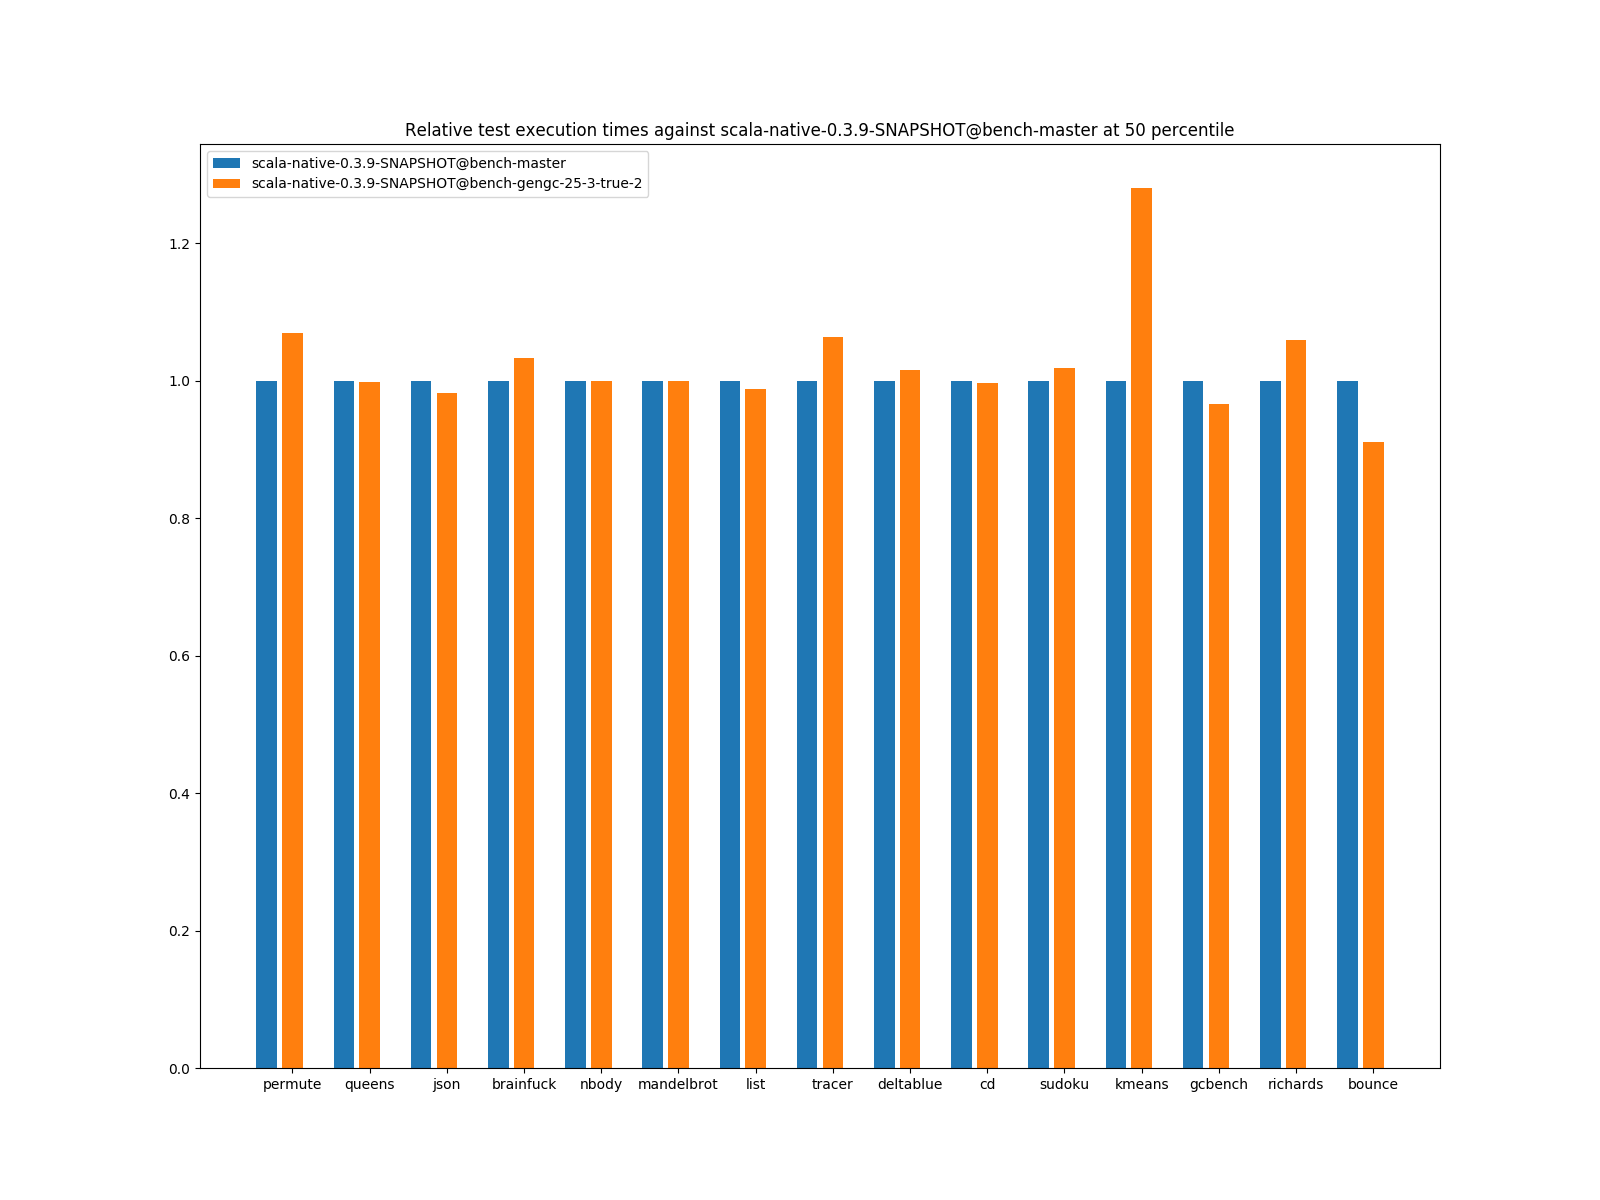 Relative test execution times against scala-native-0.3.9-SNAPSHOT@bench-master at 50 percentile
scala-native-0.3.9-SNAPSHOT@bench-master
scala-native-0.3.9-SNAPSHOT@bench-gengc-25-3-true-2
1.2
1.0
0.8
0.6
0.4
0.2
0.0
permute queens json brainfuck nbody mandelbrot list tracer deltablue cd sudoku kmeans gcbench richards bounce